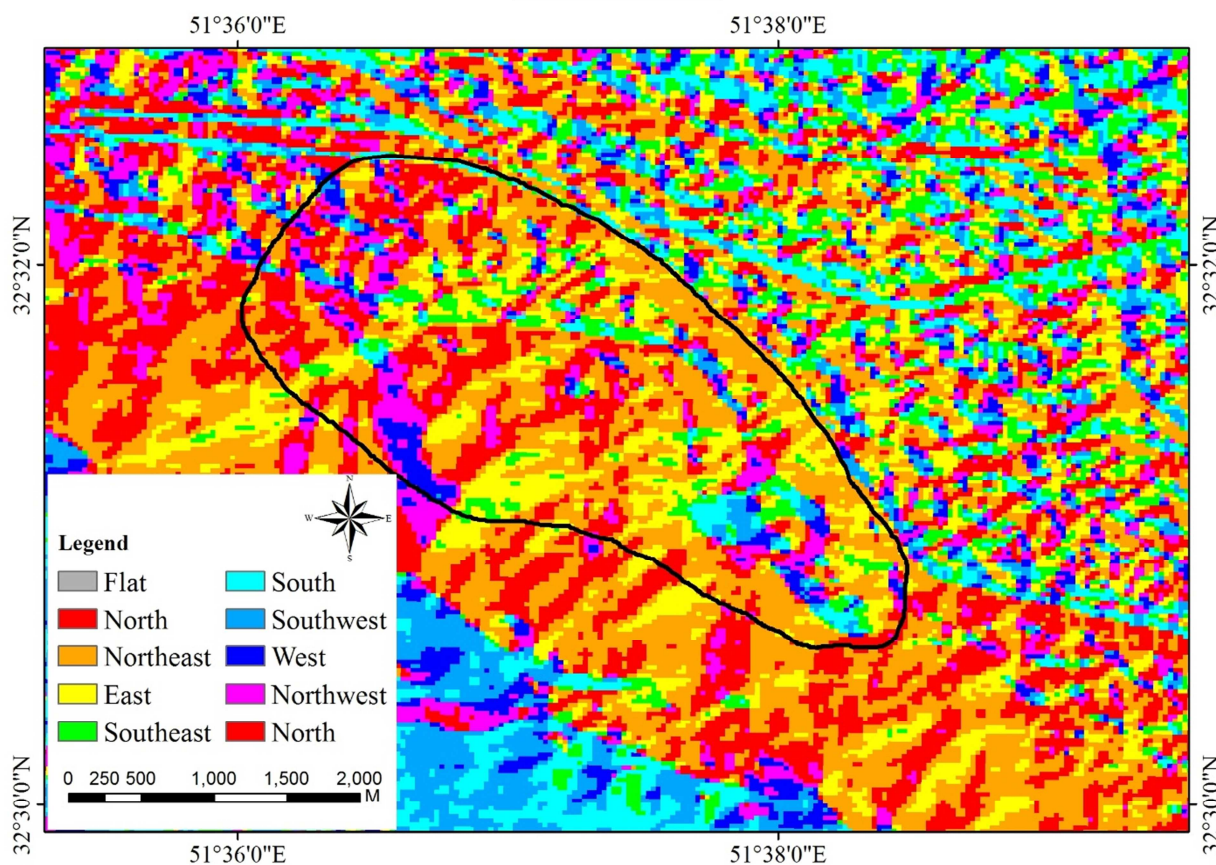 51°36'0"E 51°38'0"E
32°32'0"N 32°32'0"N
N
W E
S
Legend
Flat South
North Southwest
Northeast West
East Northwest
Southeast North
0 250 500 1,000 1,500 2,000
M
32°30'0"N 32°30'0"N
51°36'0"E 51°38'0"E